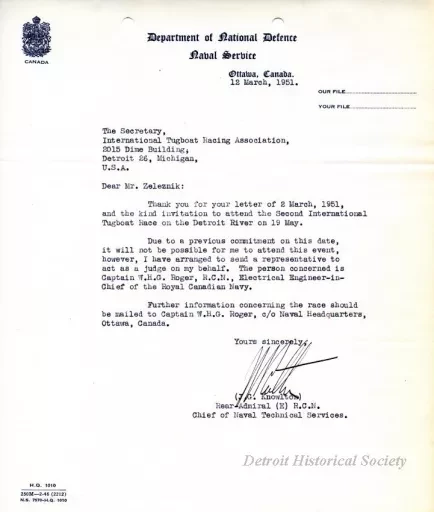 CANADA
Department of National Defence
Naval Service
Ottawa, Canada.
12 March, 1951.
OUR FILE
YOUR FILE
The Secretary,
International Tugboat Racing Association,
2015 Dime Building,
Detroit 26, Michigan,
U.S.A.
Dear Mr. Zeleznik:
Thank you for your letter of 2 March, 1951,
and the kind invitation to attend the Second International
Tugboat Race on the Detroit River on 19 May.
Due to a previous commitment on this date,
it will not be possible for me to attend this event,
however, I have arranged to send a representative to
act as a judge on my behalf. The person concerned is
Captain W.H.G. Roger, R.C.N., Electrical Engineer-in-
Chief of the Royal Canadian Navy.
Further information concerning the race should
be mailed to Captain W.H.G. Roger, c/o Naval Headquarters,
Ottawa, Canada.
Yours sincerely,
(J.G. Knowlton)
Rear-Admiral (E) R.C.N.
Chief of Naval Technical Services.
Detroit Historical Society
H.Q. 1010
N.S. 7070-H.Q. 1010